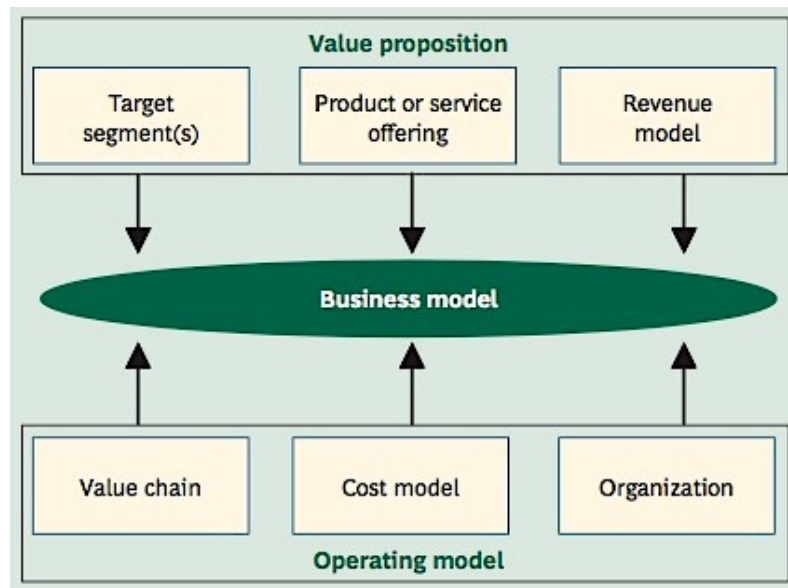 Value proposition
Target
segment(s)
Product or service
offering
Revenue
model
Business model
Value chain
Cost model
Organization
Operating model